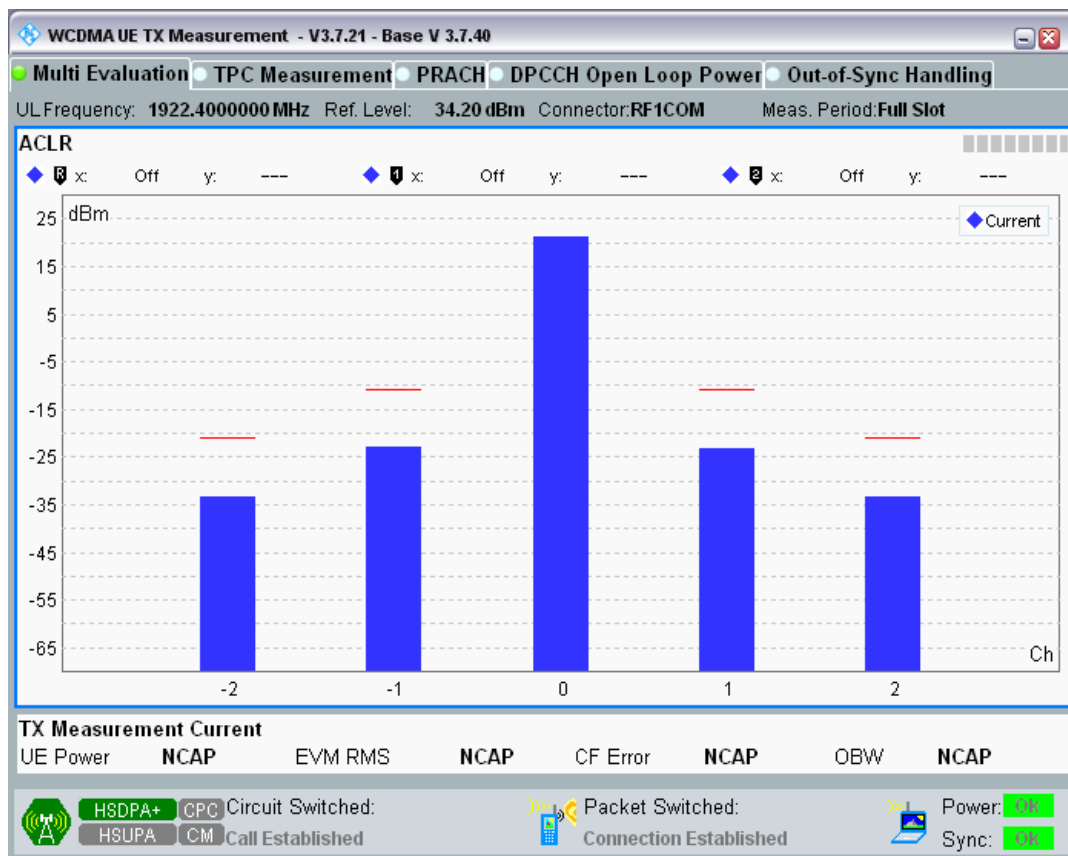 WCDMA UE TX Measurement - V3.7.21 - Base V 3.7.40
Multi Evaluation TPC Measurement PRACH DPCCH Open Loop Power Out-of-Sync Handling
UL Frequency: 1922.4000000 MHz Ref. Level: 34.20 dBm Connector:RF1COM Meas. Period:Full Slot
ACLR
R x: Off y: --- 1 x: Off y: --- 2 x: Off y: ---
dBm
Current
25
15
5
-5
-15
-25
-35
-45
-55
-65
Ch
-2 -1 0 1 2
TX Measurement Current
UE Power NCAP EVM RMS NCAP CF Error NCAP OBW NCAP
HSDPA+ CPC Circuit Switched: Packet Switched: Power: OK
HSUPA CM Call Established Connection Established Sync: OK